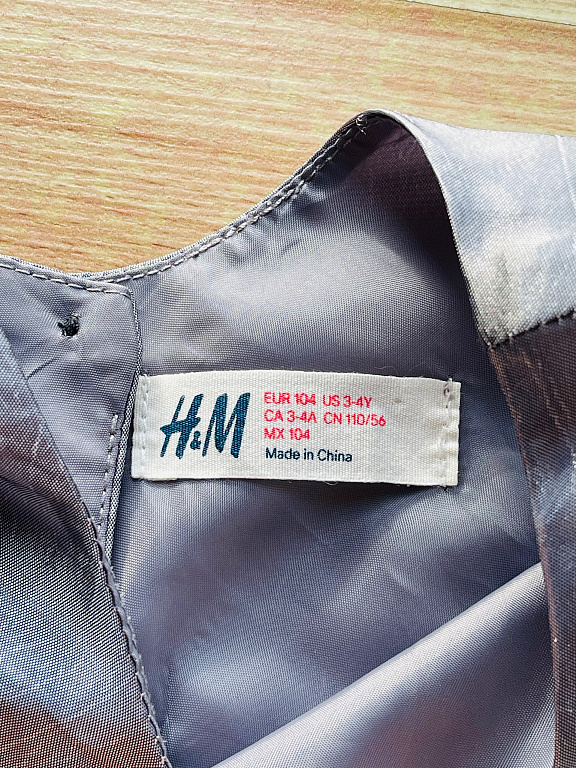 H&M
EUR 104 US 3-4Y
CA 3-4A CN 110/56
MX 104
Made in China